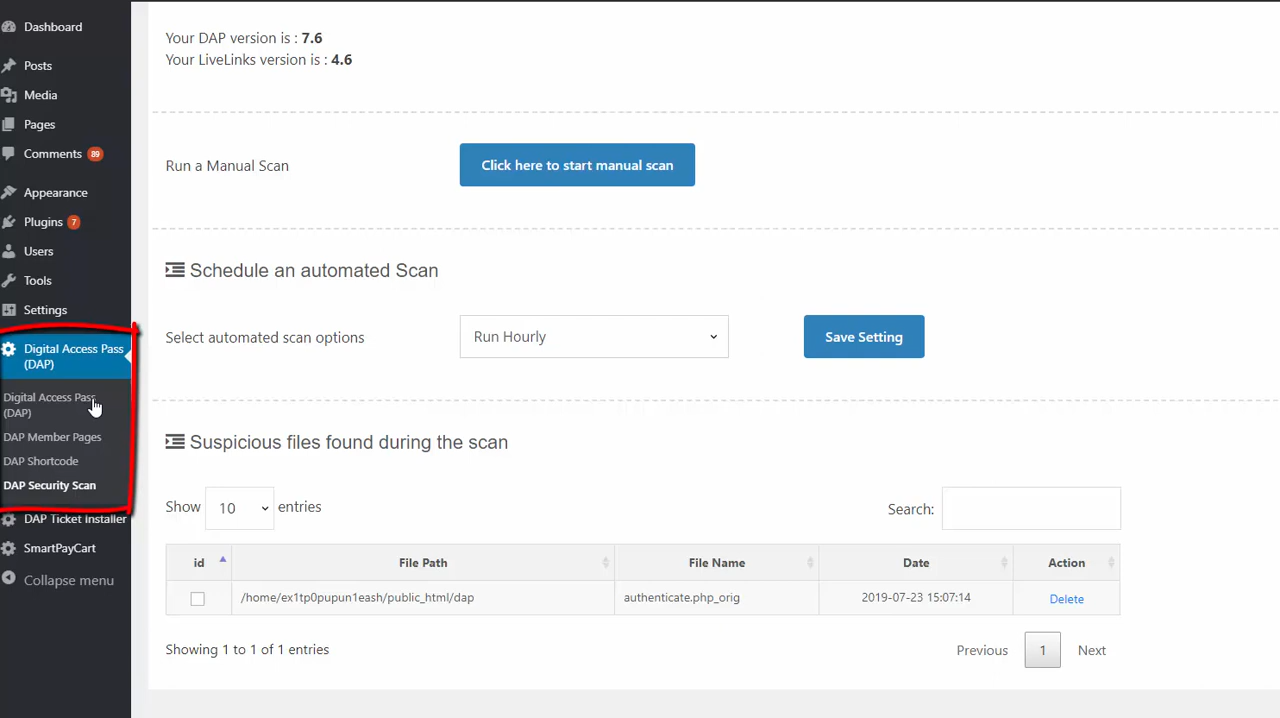 Dashboard
Posts
Media
Pages
Comments 89
Appearance
Plugins 7
Users
Tools
Settings
Digital Access Pass
(DAP)
Digital Access Pass
(DAP)
DAP Member Pages
DAP Shortcode
DAP Security Scan
DAP Ticket Installer
SmartPayCart
Collapse menu
Your DAP version is : 7.6
Your LiveLinks version is : 4.6
Run a Manual Scan Click here to start manual scan
Schedule an automated Scan
Select automated scan options Run Hourly Save Setting
Suspicious files found during the scan
Show 10 entries Search:
id File Path File Name Date Action
/home/ex1tp0pupun1eash/public_html/dap authenticate.php_orig 2019-07-23 15:07:14 Delete
Showing 1 to 1 of 1 entries Previous 1 Next